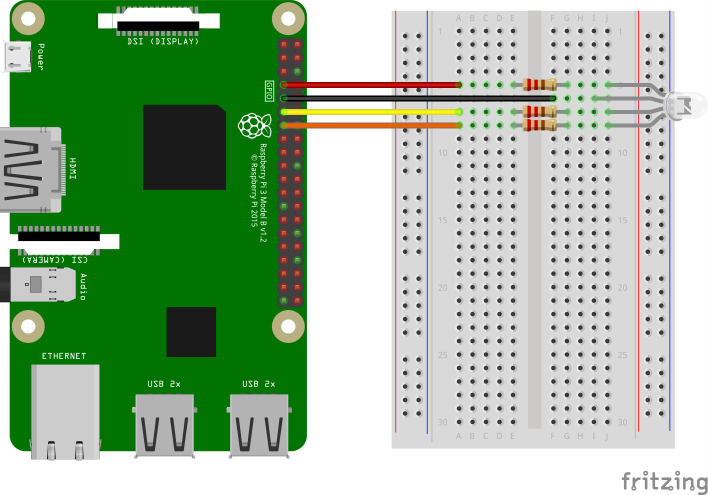 DSI (DISPLAY)
Power
GPIO
HDMI
Raspberry Pi 3 Model B v1.2
© Raspberry Pi 2015
CSI (CAMERA)
Audio
ETHERNET
USB 2x
USB 2x
A B C D E F G H I J
1 1
5
10 10
15 15
20 20
25 25
30 30
A B C D E F G H I J
fritzing